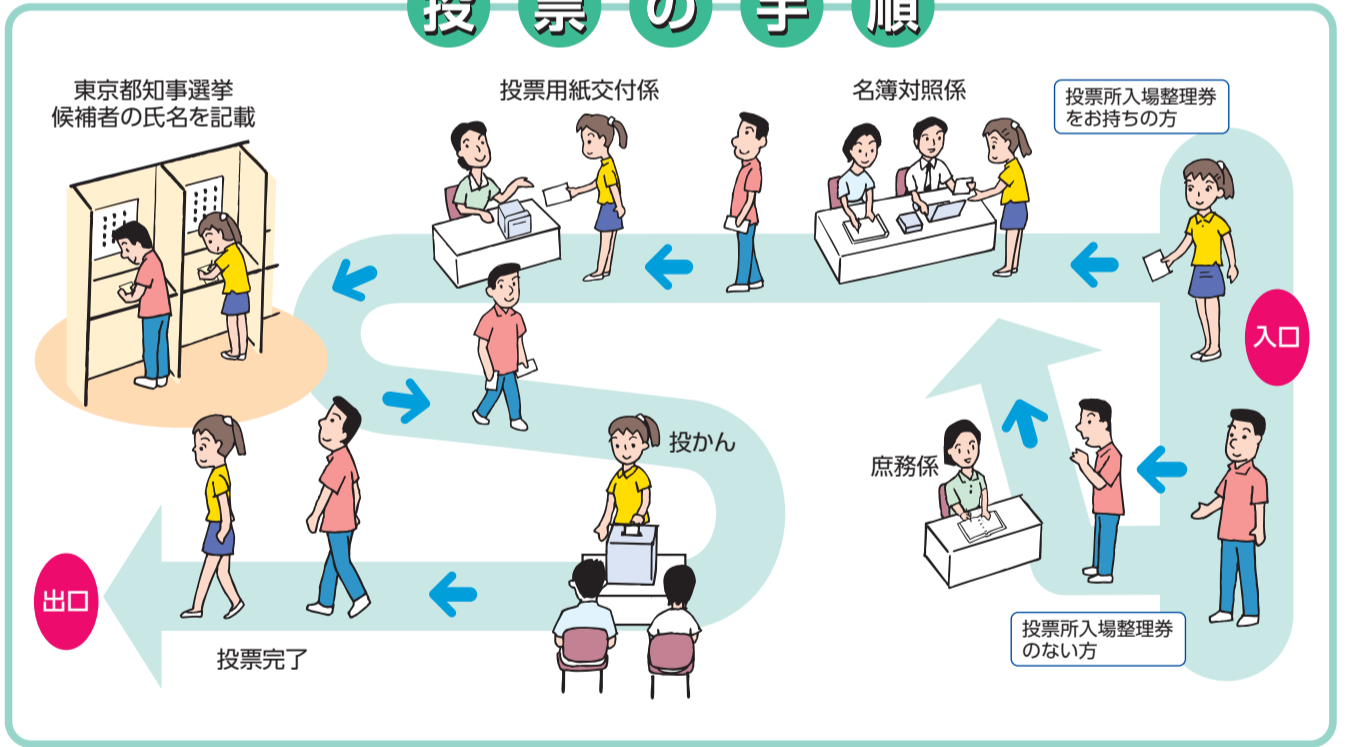 投票の手順
東京都知事選挙
候補者の氏名を記載
投票用紙交付係
名簿対照係
投票所入場整理券
をお持ちの方
入口
投かん
庶務係
出口
投票完了
投票所入場整理券
のない方